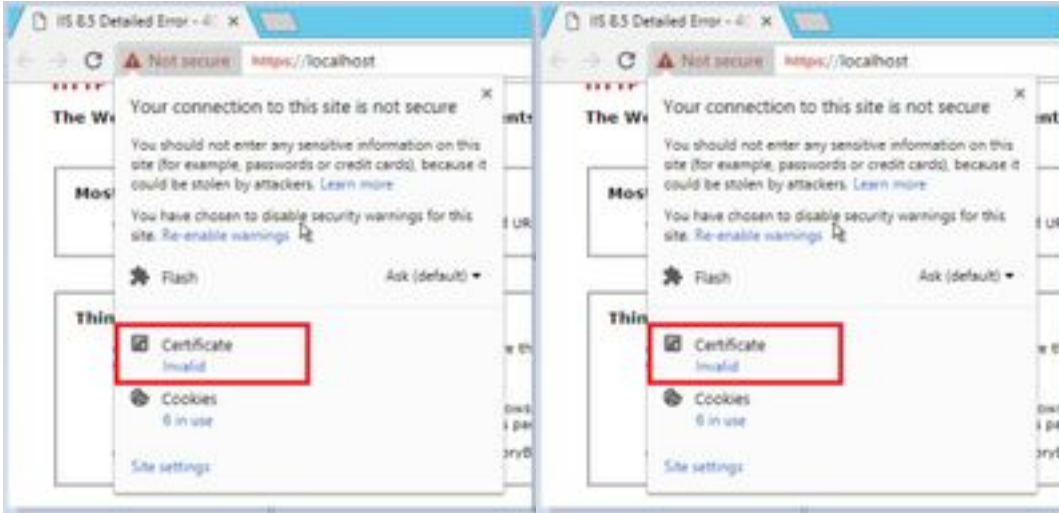 IIS 8.5 Detailed Error - 4
Not secure https://localhost
Your connection to this site is not secure
The We
You should not enter any sensitive information on this
site (for example, passwords or credit cards), because it
could be stolen by attackers. Learn more
Mos
You have chosen to disable security warnings for this
site. Re-enable warnings
Flash
Ask (default)
Thin
Certificate
Invalid
Cookies
6 in use
Site settings
IIS 8.5 Detailed Error - 4
Not secure https://localhost
Your connection to this site is not secure
The We
You should not enter any sensitive information on this
site (for example, passwords or credit cards), because it
could be stolen by attackers. Learn more
Mos
You have chosen to disable security warnings for this
site. Re-enable warnings
Flash
Ask (default)
Thin
Certificate
Invalid
Cookies
6 in use
Site settings